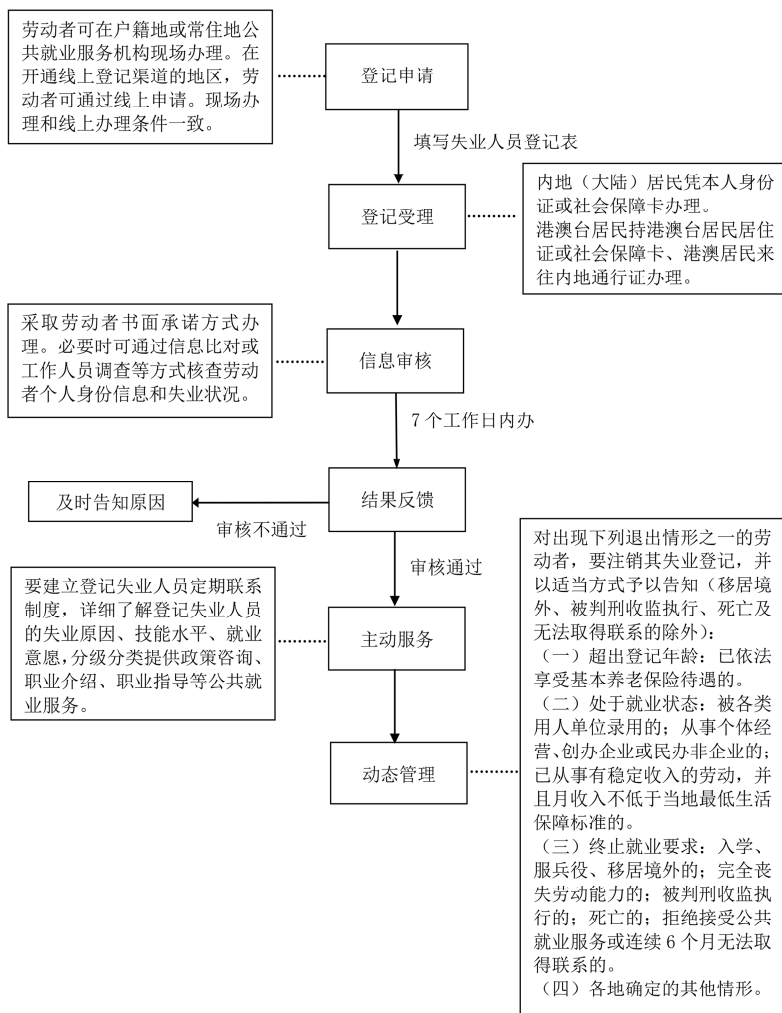 劳动者可在户籍地或常住地公
共就业服务机构现场办理。在
开通线上登记渠道的地区，劳
动者可通过线上申请。现场办
理和线上办理条件一致。
登记申请
填写失业人员登记表
登记受理
内地（大陆）居民凭本人身份
证或社会保障卡办理。
港澳台居民持港澳台居民居住
证或社会保障卡、港澳居民来
往内地通行证办理。
采取劳动者书面承诺方式办
理。必要时可通过信息比对或
工作人员调查等方式核查劳动
者个人身份信息和失业状况。
信息审核
7个工作日内办
结果反馈
及时告知原因
审核不通过
审核通过
要建立登记失业人员定期联系
制度，详细了解登记失业人员
的失业原因、技能水平、就业
意愿，分级分类提供政策咨询、
职业介绍、职业指导等公共就
业服务。
主动服务
动态管理
对出现下列退出情形之一的劳
动者，要注销其失业登记，并
以适当方式予以告知（移居境
外、被判刑收监执行、死亡及
无法取得联系的除外）：
（一）超出登记年龄：已依法
享受基本养老保险待遇的。
（二）处于就业状态：被各类
用人单位录用的；从事个体经
营、创办企业或民办非企业的；
已从事有稳定收入的劳动，并
且月收入不低于当地最低生活
保障标准的。
（三）终止就业要求：入学、
服兵役、移居境外的；完全丧
失劳动能力的；被判刑收监执
行的；死亡的；拒绝接受公共
就业服务或连续6个月无法取
得联系的。
（四）各地确定的其他情形。